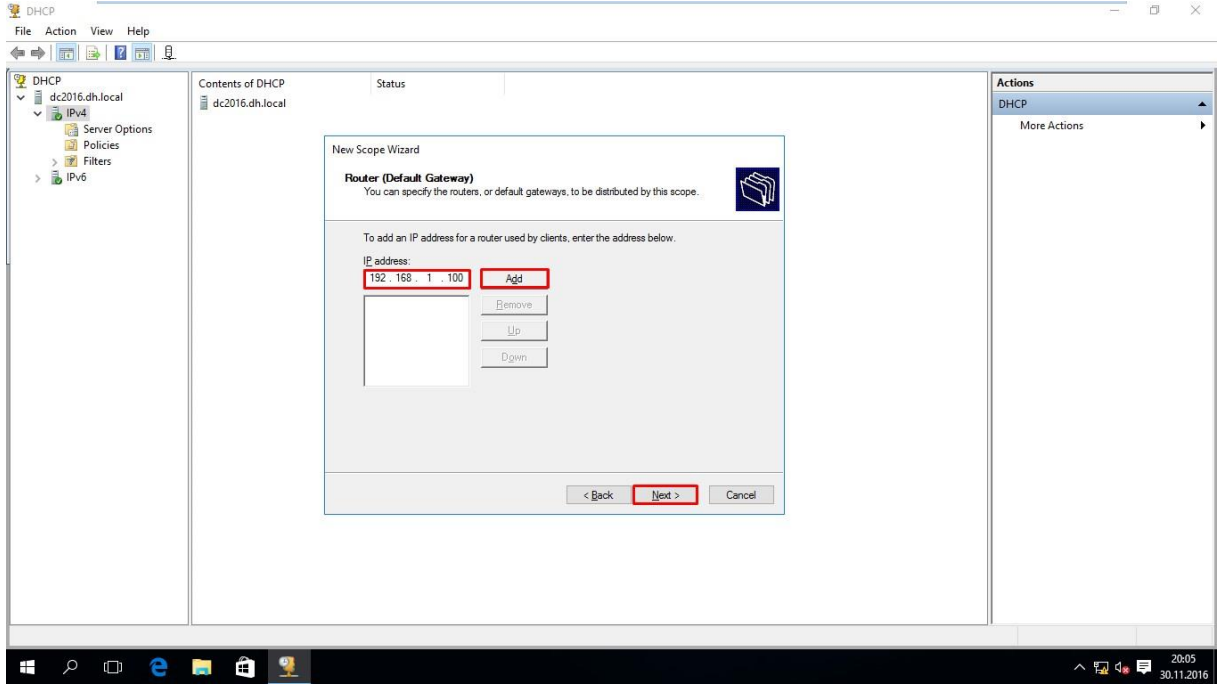 DHCP
File Action View Help
DHCP
dc2016.dh.local
IPv4
Server Options
Policies
Filters
IPv6
Contents of DHCP Status
dc2016.dh.local
New Scope Wizard
Router (Default Gateway)
You can specify the routers, or default gateways, to be distributed by this scope.
To add an IP address for a router used by clients, enter the address below.
IP address:
192 . 168 . 1 . 100 Add
Remove
Up
Down
< Back Next > Cancel
Actions
DHCP
More Actions
20:05
30.11.2016